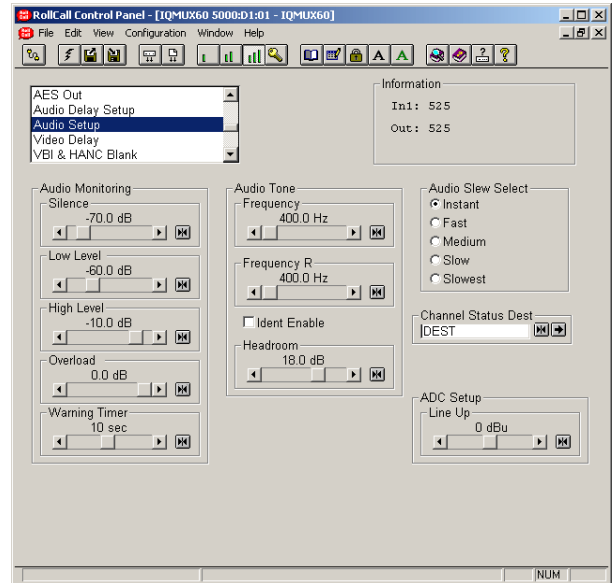 RollCall Control Panel - [IQMUX60 5000:D1:01 - IQMUX60]
File Edit View Configuration Window Help
A A
AES Out
Audio Delay Setup
Audio Setup
Video Delay
VBI & HANC Blank
Information
In1: 525
Out: 525
Audio Monitoring
Silence
-70.0 dB
Low Level
-60.0 dB
High Level
-10.0 dB
Overload
0.0 dB
Warning Timer
10 sec
Audio Tone
Frequency
400.0 Hz
Frequency R
400.0 Hz
Ident Enable
Headroom
18.0 dB
Audio Slew Select
Instant
Fast
Medium
Slow
Slowest
Channel Status Dest
DEST
ADC Setup
Line Up
0 dBu
NUM